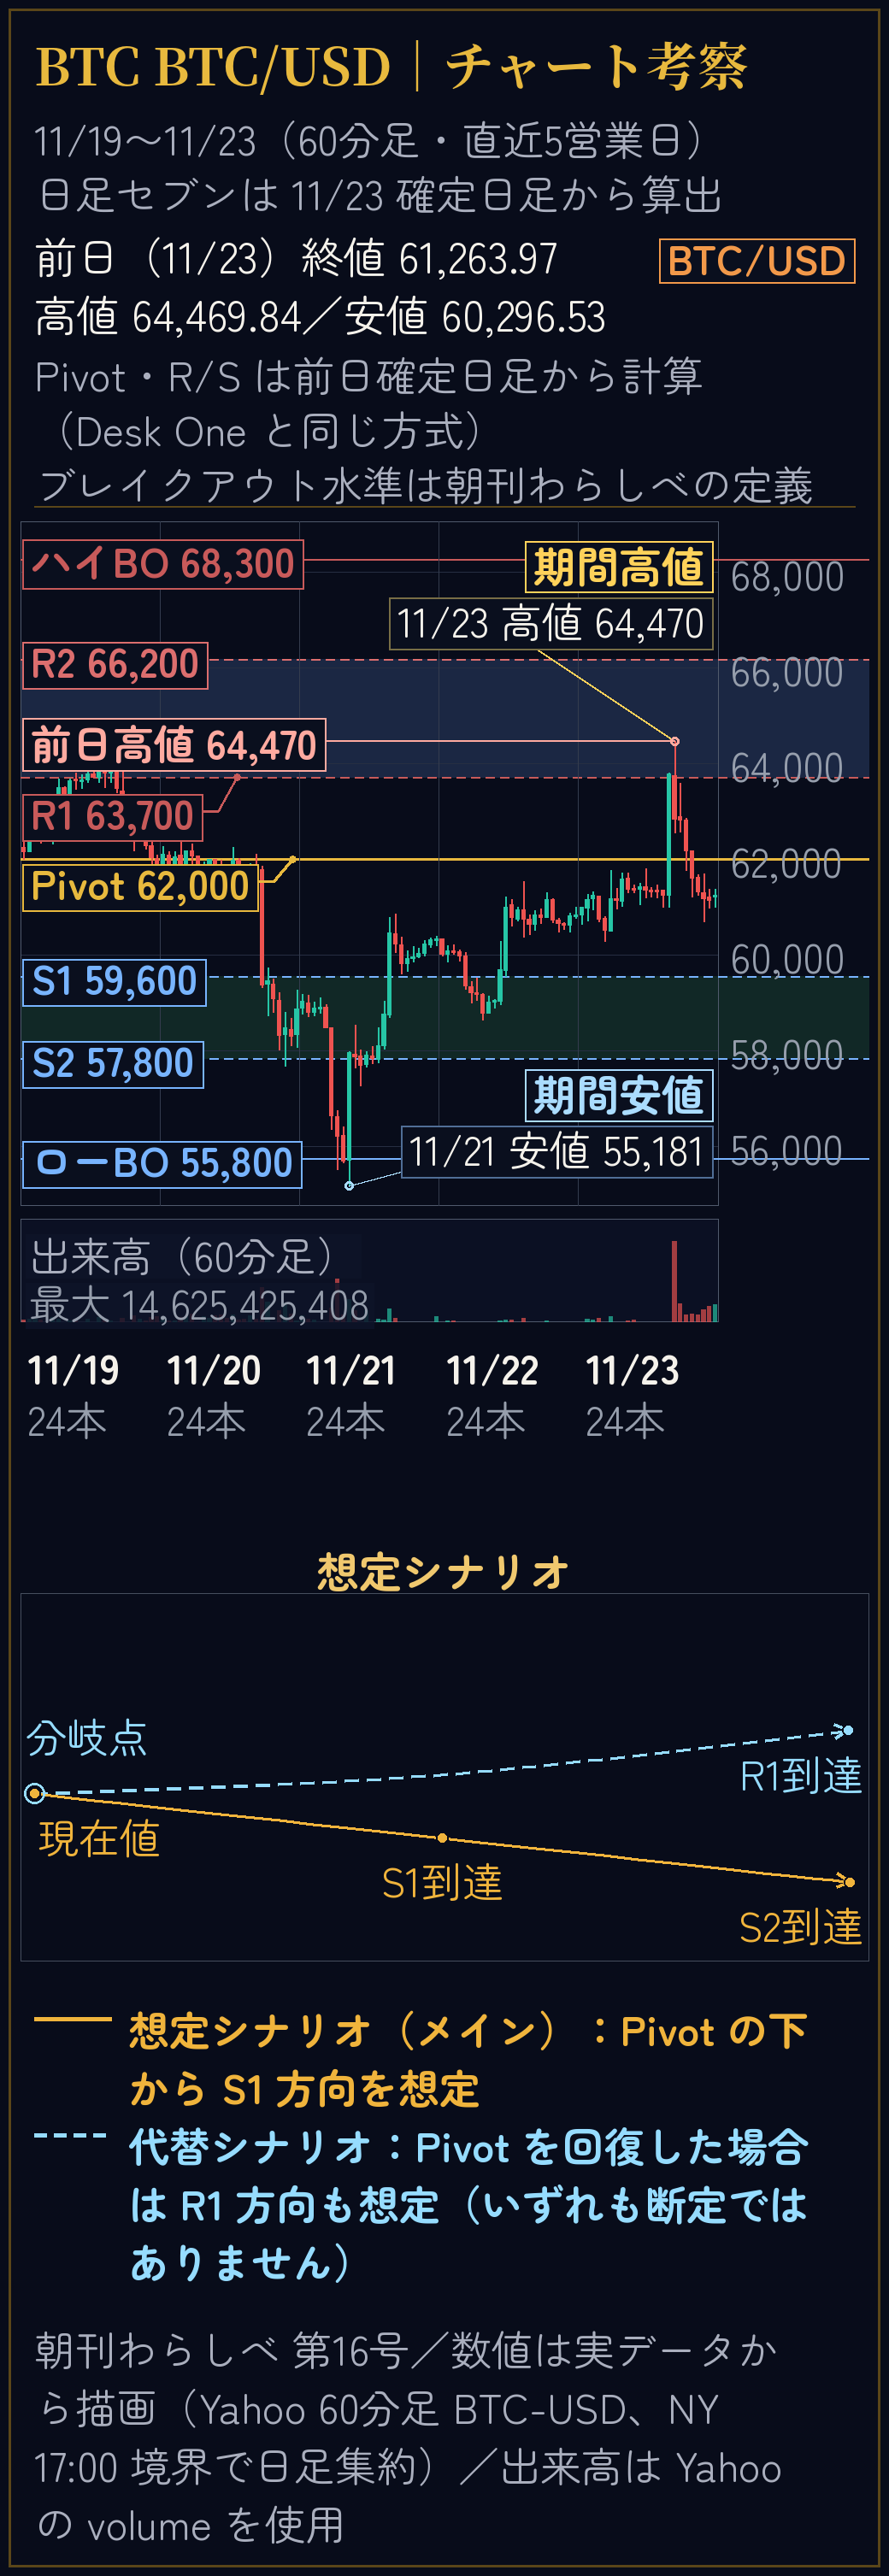 BTC BTC/USD｜チャート考察
11/19〜11/23（60分足・直近5営業日）
日足セブンは 11/23 確定日足から算出
前日（11/23）終値 61,263.97
BTC/USD
高値 64,469.84／安値 60,296.53
Pivot・R/S は前日確定日足から計算
（Desk One と同じ方式）
ブレイクアウト水準は朝刊わらしべの定義
ハイBO 68,300
期間高値
68,000
11/23 高値 64,470
R2 66,200
66,000
前日高値 64,470
64,000
R1 63,700
62,000
Pivot 62,000
60,000
S1 59,600
58,000
S2 57,800
期間安値
11/21 安値 55,181
56,000
ローBO 55,800
出来高（60分足）
最大 14,625,425,408
11/19 11/20 11/21 11/22 11/23
24本 24本 24本 24本 24本
想定シナリオ
分岐点
R1到達
現在値
S1到達
S2到達
想定シナリオ（メイン）：Pivot の下
から S1 方向を想定
代替シナリオ：Pivot を回復した場合
は R1 方向も想定（いずれも断定では
ありません）
朝刊わらしべ 第16号／数値は実データか
ら描画（Yahoo 60分足 BTC-USD、NY
17:00 境界で日足集約）／出来高は Yahoo
の volume を使用